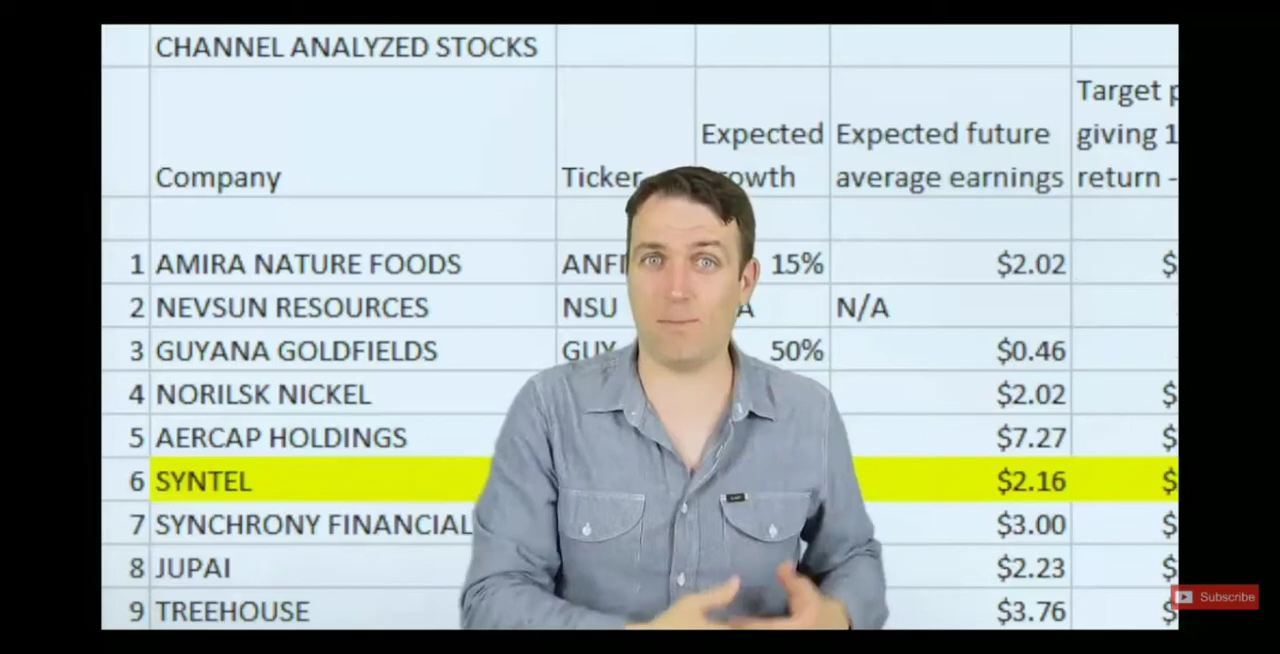 CHANNEL ANALYZED STOCKS
Target
Expected Expected future giving
Company Ticker average earnings return -
1 AMIRA NATURE FOODS 15% $2.02 $
2 NEVSUN RESOURCES NSU N/A
3 GUYANA GOLDFIELDS GUY 50% $0.46
4 NORILSK NICKEL $2.02 $
5 AERCAP HOLDINGS $7.27 $
6 SYNTEL $2.16 $
7 SYNCHRONY FINANCIAL $3.00 $
8 JUPAI $2.23 $
9 TREEHOUSE $3.76 $
Subscribe